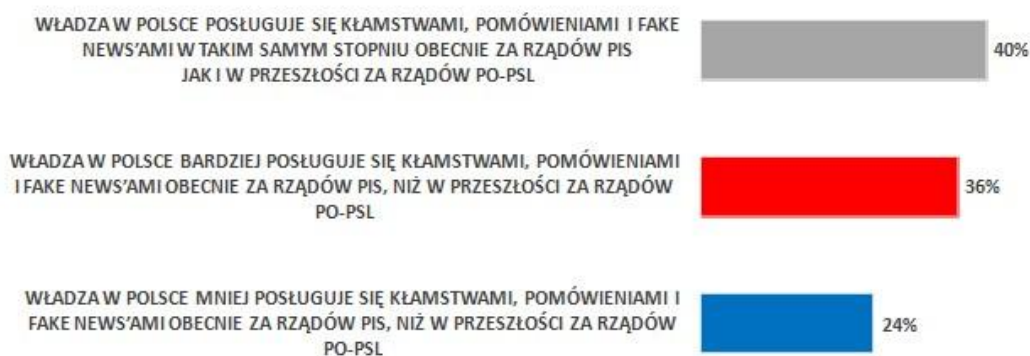 WŁADZA W POLSCE POSŁUGUJE SIĘ KŁAMSTWAMI, POMÓWIENIAMI I FAKE
NEWS'AMI W TAKIM SAMYM STOPNIU OBECNIE ZA RZĄDÓW PIS
JAK I W PRZESZŁOŚCI ZA RZĄDÓW PO-PSL
40%
WŁADZA W POLSCE BARDZIEJ POSŁUGUJE SIĘ KŁAMSTWAMI, POMÓWIENIAMI
I FAKE NEWS'AMI OBECNIE ZA RZĄDÓW PIS, NIŻ W PRZESZŁOŚCI ZA RZĄDÓW
PO-PSL
36%
WŁADZA W POLSCE MNIEJ POSŁUGUJE SIĘ KŁAMSTWAMI, POMÓWIENIAMI I
FAKE NEWS'AMI OBECNIE ZA RZĄDÓW PIS, NIŻ W PRZESZŁOŚCI ZA RZĄDÓW
PO-PSL
24%